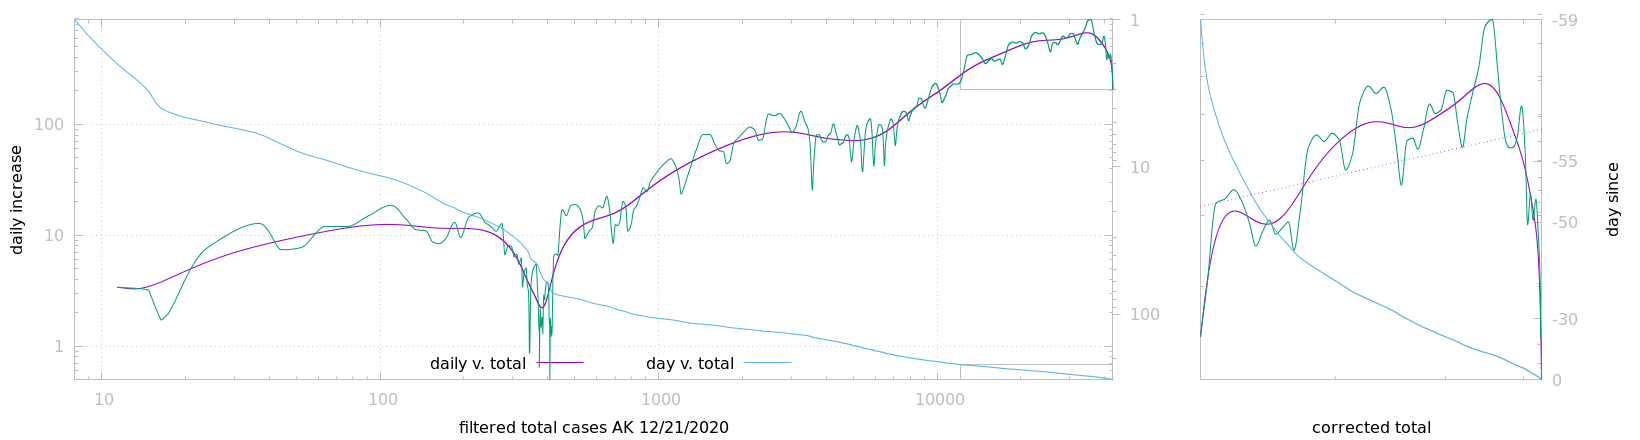 daily increase
100
10
1
10
100
1000
10000
1
10
100
daily v. total
day v. total
filtered total cases AK 12/21/2020
-59
-55
-50
-30
0
day since
corrected total